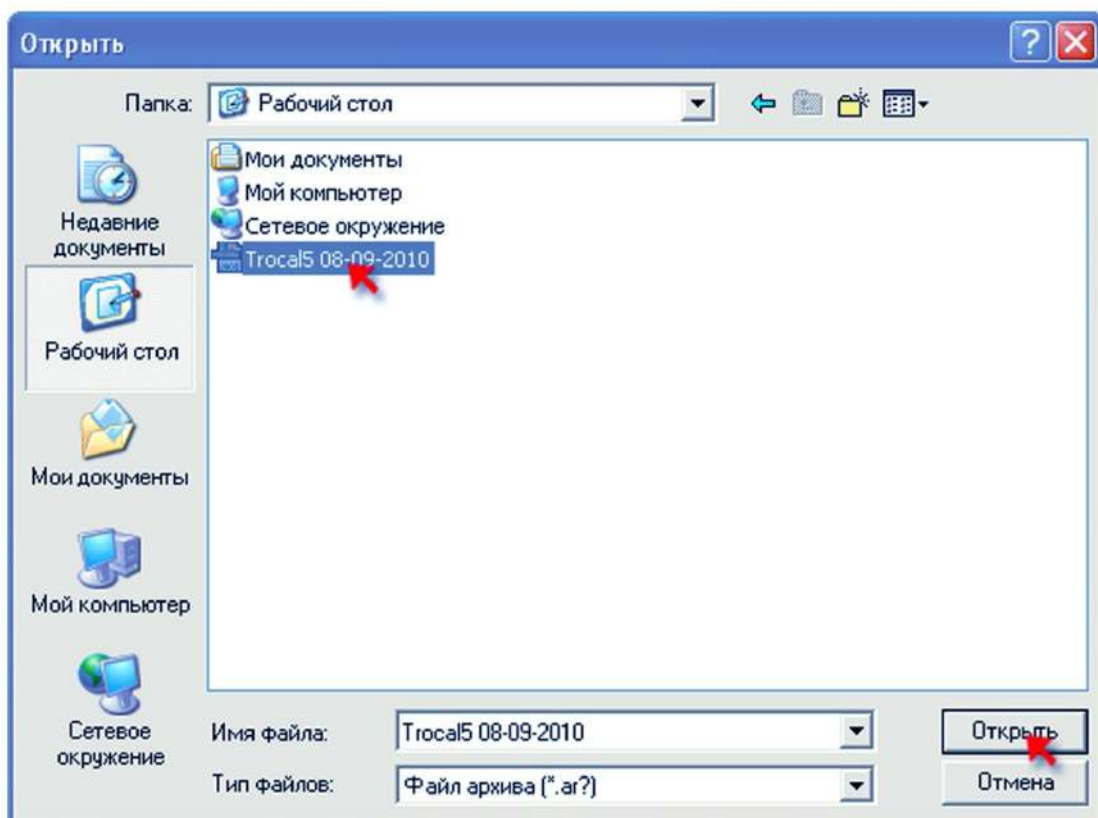 Открыть
Папка:
Рабочий стол
Недавние
документы
Рабочий стол
Мои документы
Мой компьютер
Сетевое
окружение
Мои документы
Мой компьютер
Сетевое окружение
Trocal5 08-09-2010
Имя файла:
Trocal5 08-09-2010
Открыть
Тип файлов:
Файл архива (*.ar?)
Отмена